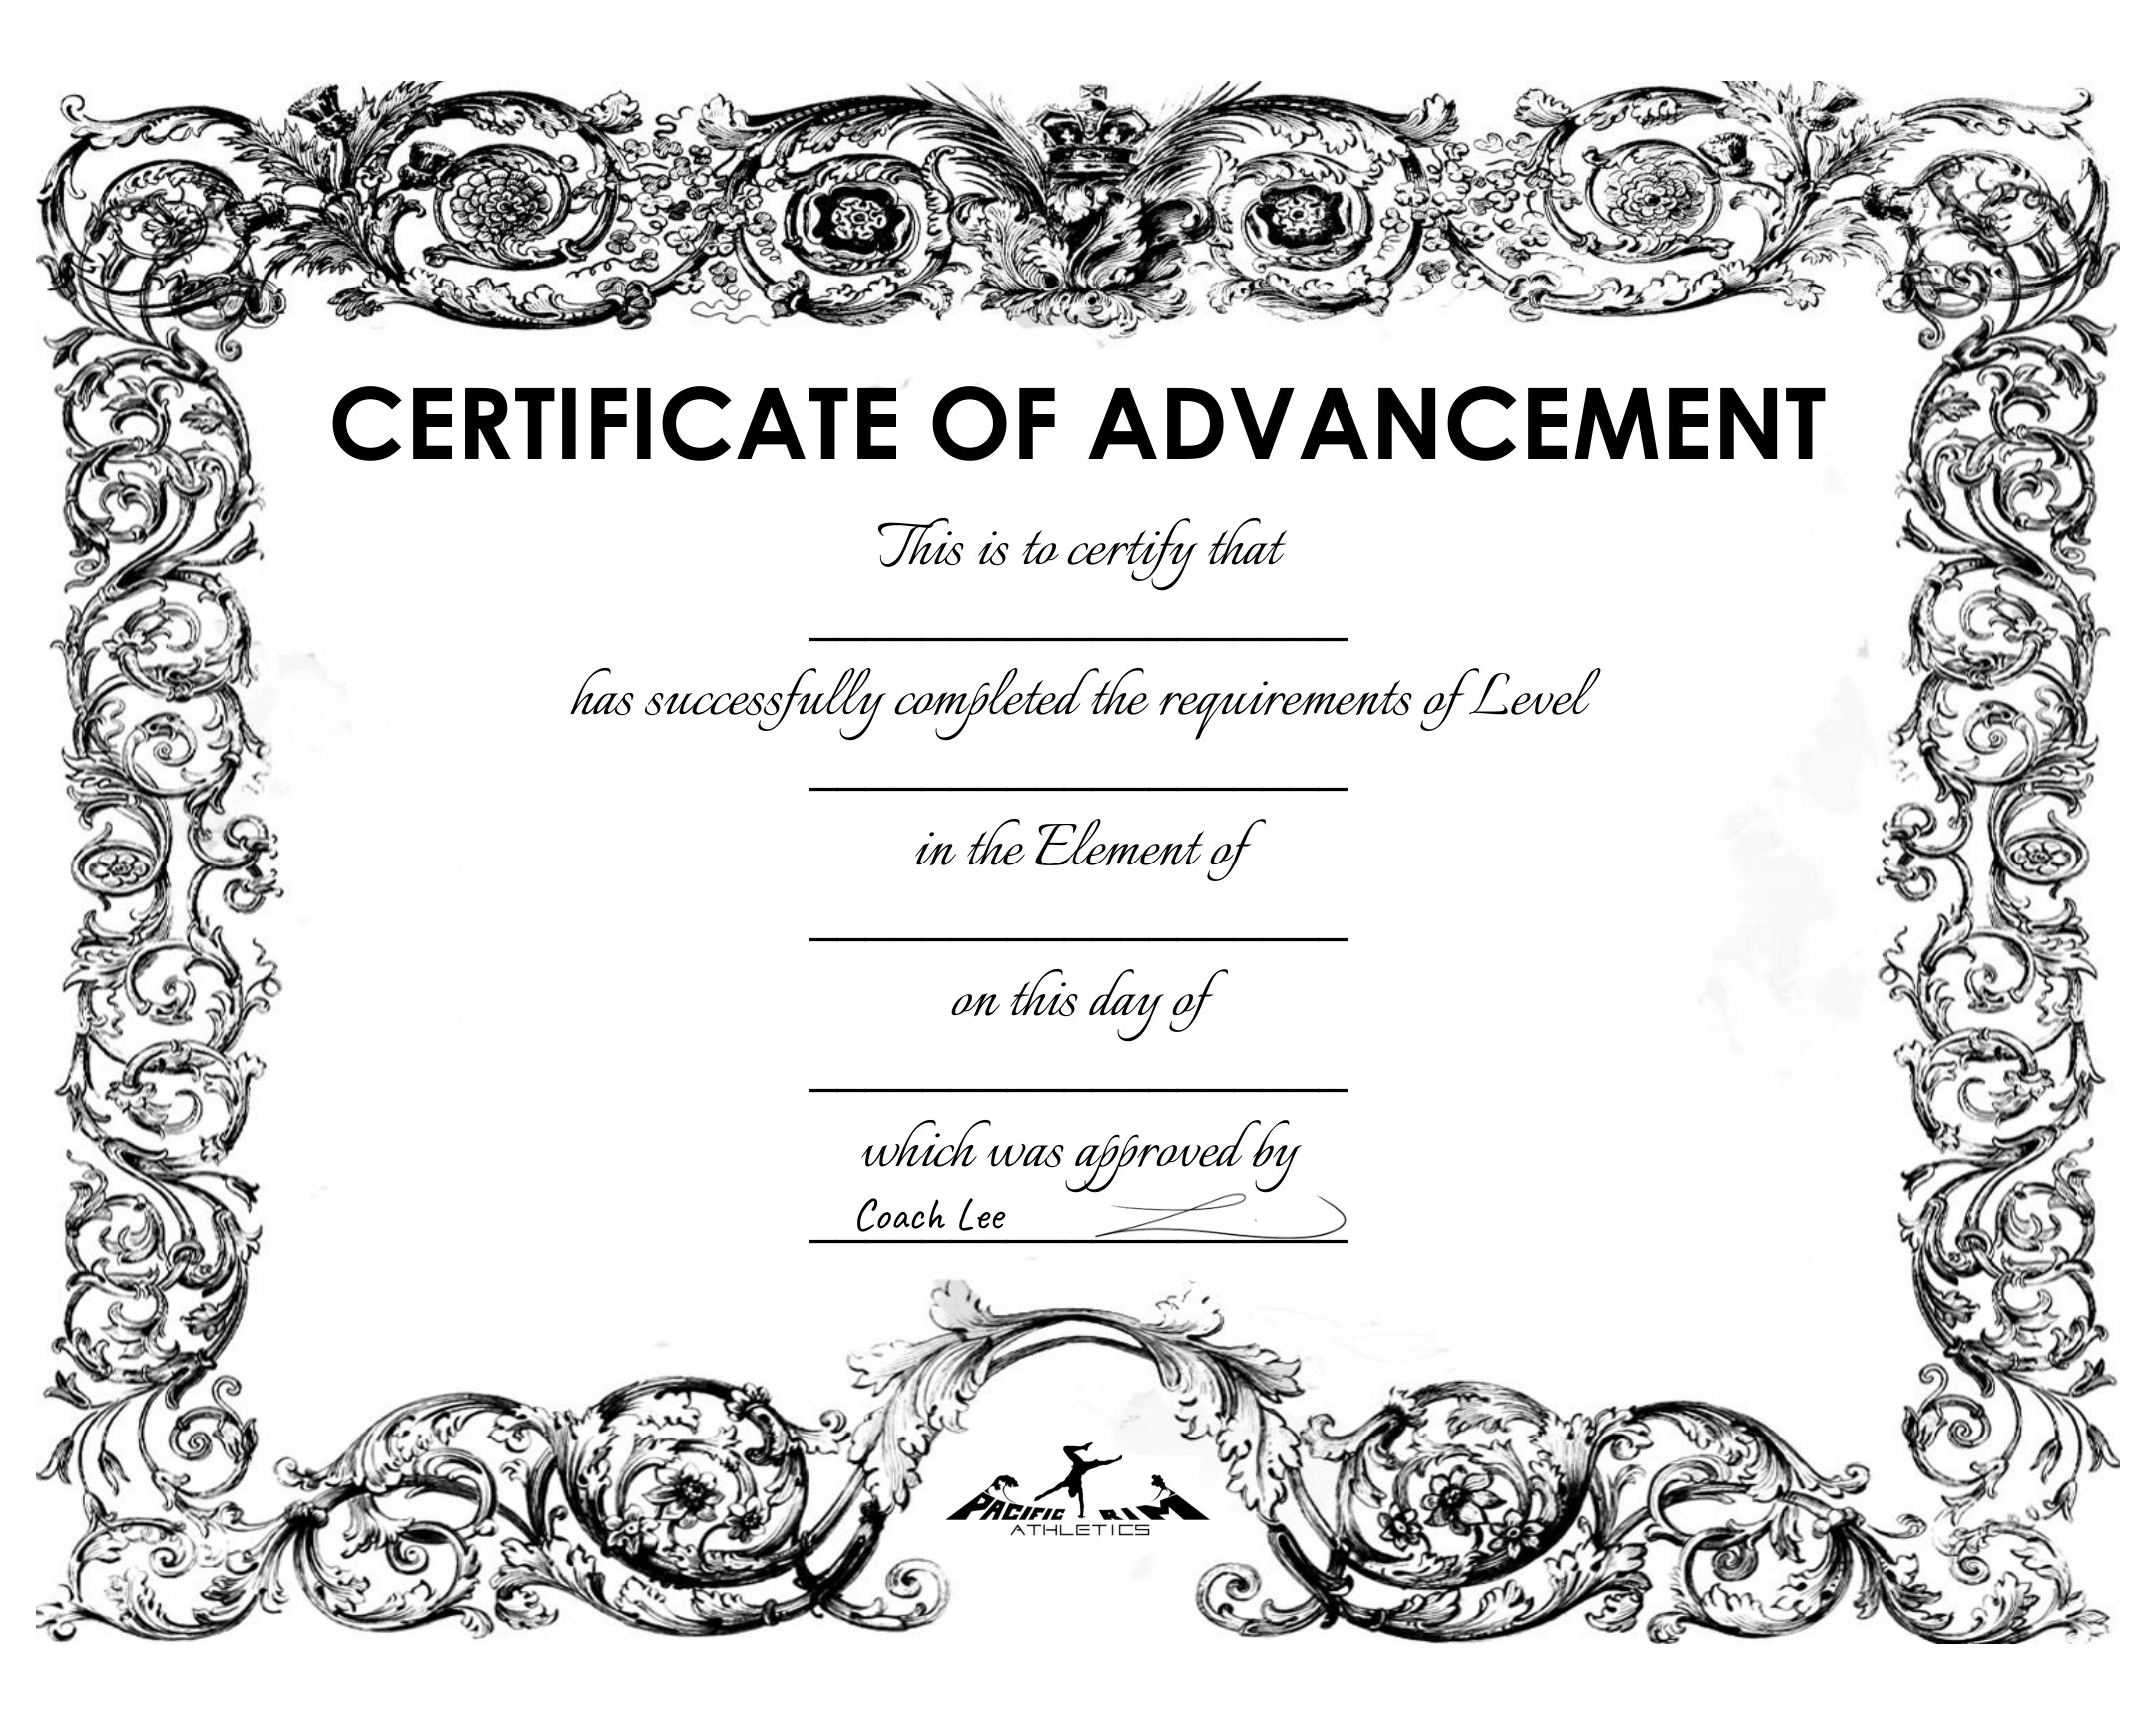 CERTIFICATE OF ADVANCEMENT
This is to certify that
has successfully completed the requirements of Level
in the Element of
on this day of
which was approved by
Coach Lee
PACIFIC RIM
ATHLETICS